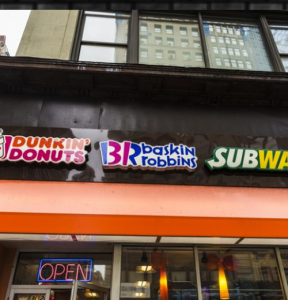 DUNKIN'
DONUTS
BR
baskin
robbins
SUBWA
OPEN